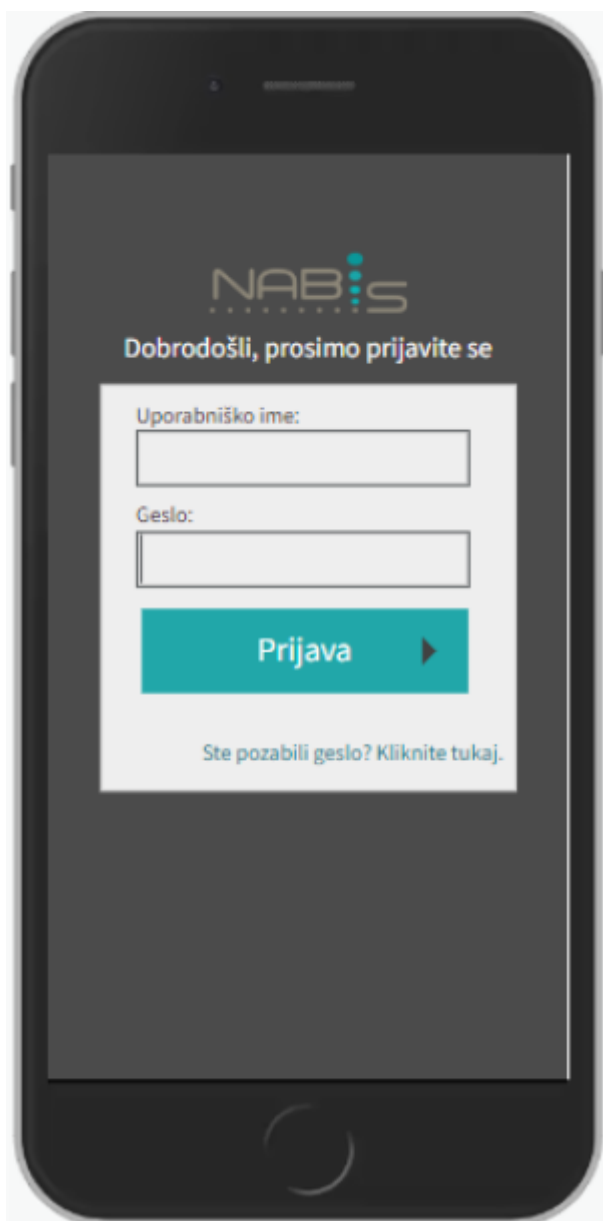 NABIS
Dobrodošli, prosimo prijavite se
Uporabniško ime:
Geslo:
Prijava
Ste pozabili geslo? Kliknite tukaj.